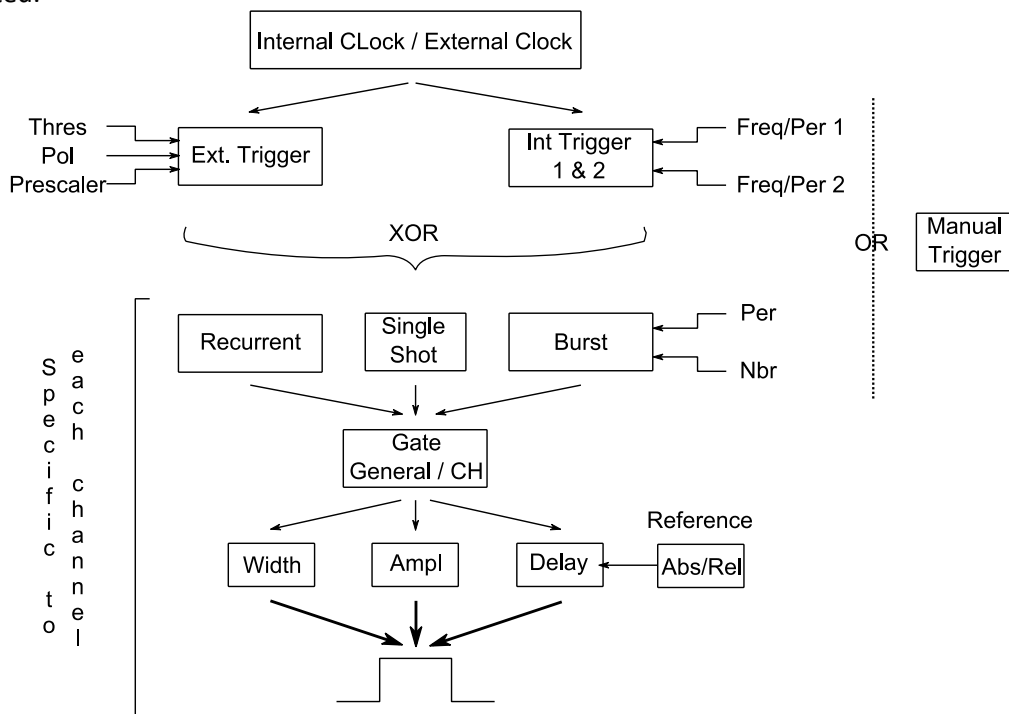 Internal CLock / External Clock
Thres
Pol
Prescaler
Ext. Trigger
Int Trigger
1 & 2
Freq/Per 1
Freq/Per 2
XOR
OR
Manual
Trigger
Recurrent
Single
Shot
Burst
Per
Nbr
Specific to
each channel
Gate
General / CH
Width
Ampl
Delay
Reference
Abs/Rel